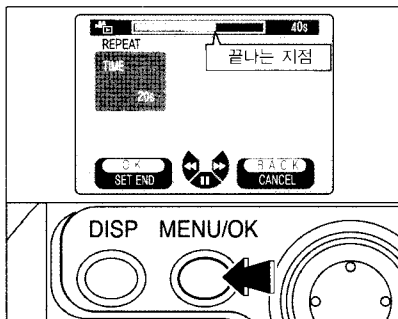 40s
REPEAT
끝나는 지점
TIME
20s
OK
SET END
BACK
CANCEL
DISP MENU/OK